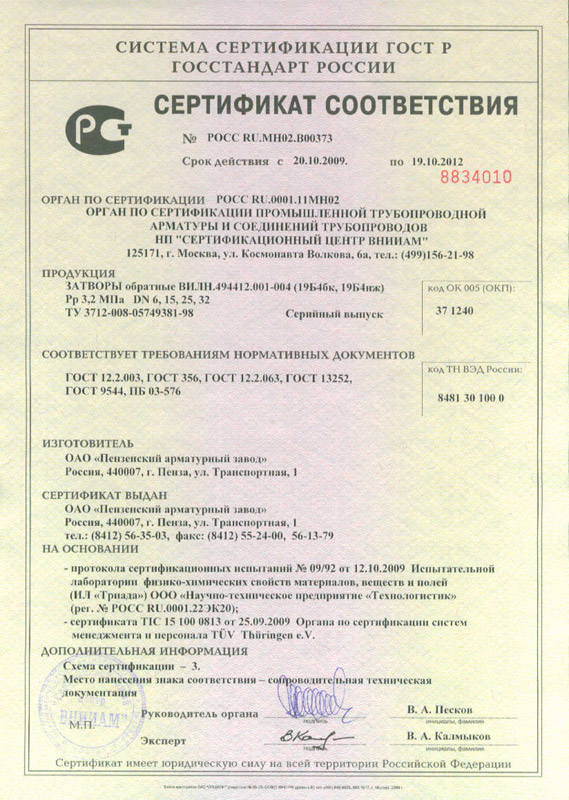 СИСТЕМА СЕРТИФИКАЦИИ ГОСТ Р
ГОССТАНДАРТ РОССИИ
РСТ
СЕРТИФИКАТ СООТВЕТСТВИЯ
№ РОСС RU.МН02.В00373
Срок действия с 20.10.2009. по 19.10.2012
8834010
ОРГАН ПО СЕРТИФИКАЦИИ РОСС RU.0001.11МН02
ОРГАН ПО СЕРТИФИКАЦИИ ПРОМЫШЛЕННОЙ ТРУБОПРОВОДНОЙ
АРМАТУРЫ И СОЕДИНЕНИЙ ТРУБОПРОВОДОВ
НП "СЕРТИФИКАЦИОННЫЙ ЦЕНТР ВНИИАМ"
125171, г. Москва, ул. Космонавта Волкова, 6а, тел.: (499)156-21-98
ПРОДУКЦИЯ
ЗАТВОРЫ обратные ВИЛН.494412.001-004 (19Б4бк, 19Б4нж)
Рр 3,2 МПа DN 6, 15, 25, 32
ТУ 3712-008-05749381-98 Серийный выпуск
код ОК 005 (ОКП):
37 1240
СООТВЕТСТВУЕТ ТРЕБОВАНИЯМ НОРМАТИВНЫХ ДОКУМЕНТОВ
ГОСТ 12.2.003, ГОСТ 356, ГОСТ 12.2.063, ГОСТ 13252,
ГОСТ 9544, ПБ 03-576
код ТН ВЭД России:
8481 30 100 0
ИЗГОТОВИТЕЛЬ
ОАО «Пензенский арматурный завод»
Россия, 440007, г. Пенза, ул. Транспортная, 1
СЕРТИФИКАТ ВЫДАН
ОАО «Пензенский арматурный завод»
Россия, 440007, г. Пенза, ул. Транспортная, 1
тел.: (8412) 56-35-03, факс: (8412) 55-24-00, 56-13-79
НА ОСНОВАНИИ
- протокола сертификационных испытаний № 09/92 от 12.10.2009 Испытательной
лаборатории физико-химических свойств материалов, веществ и полей
(ИЛ «Триада») ООО «Научно-техническое предприятие «Технологистик»
(рег. № РОСС RU.0001.22ЭК20);
- сертификата TIC 15 100 0813 от 25.09.2009 Органа по сертификации систем
менеджмента и персонала TÜV Thüringen e.V.
ДОПОЛНИТЕЛЬНАЯ ИНФОРМАЦИЯ
Схема сертификации – 3.
Место нанесения знака соответствия – сопроводительная техническая
документация
ВНИИАМ"
М.П.
Руководитель органа
подпись
В. А. Песков
инициалы, фамилия
Эксперт
подпись
В. А. Калмыков
инициалы, фамилия
Сертификат имеет юридическую силу на всей территории Российской Федерации